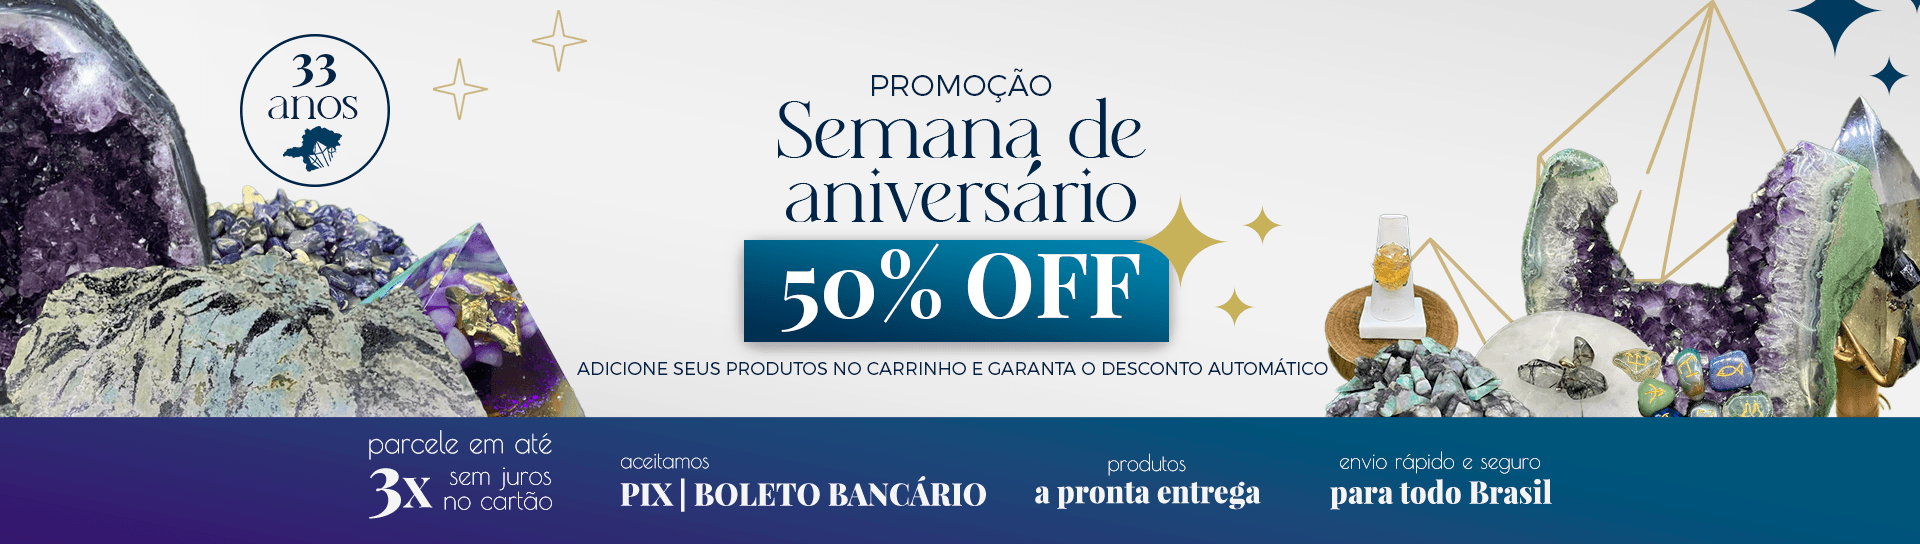 33
anos
PROMOÇÃO
Semana de
aniversário
50% OFF
ADICIONE SEUS PRODUTOS NO CARRINHO E GARANTA O DESCONTO AUTOMÁTICO
parcele em até
3x sem juros
no cartão
aceitamos
PIX | BOLETO BANCÁRIO
produtos
a pronta entrega
envio rápido e seguro
para todo Brasil